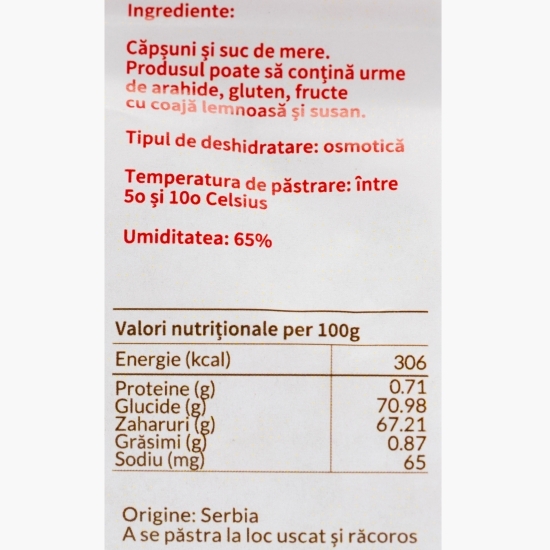 Ingrediente:
Căpșuni și suc de mere.
Produsul poate să conțină urme
de arahide, gluten, fructe
cu coajă lemnoasă și susan.
Tipul de deshidratare: osmotică
Temperatura de păstrare: între
5o și 10o Celsius
Umiditatea: 65%
Valori nutriționale per 100g
Energie (kcal) 306
Proteine (g) 0.71
Glucide (g) 70.98
Zaharuri (g) 67.21
Grăsimi (g) 0.87
Sodiu (mg) 65
Origine: Serbia
A se păstra la loc uscat și răcoros